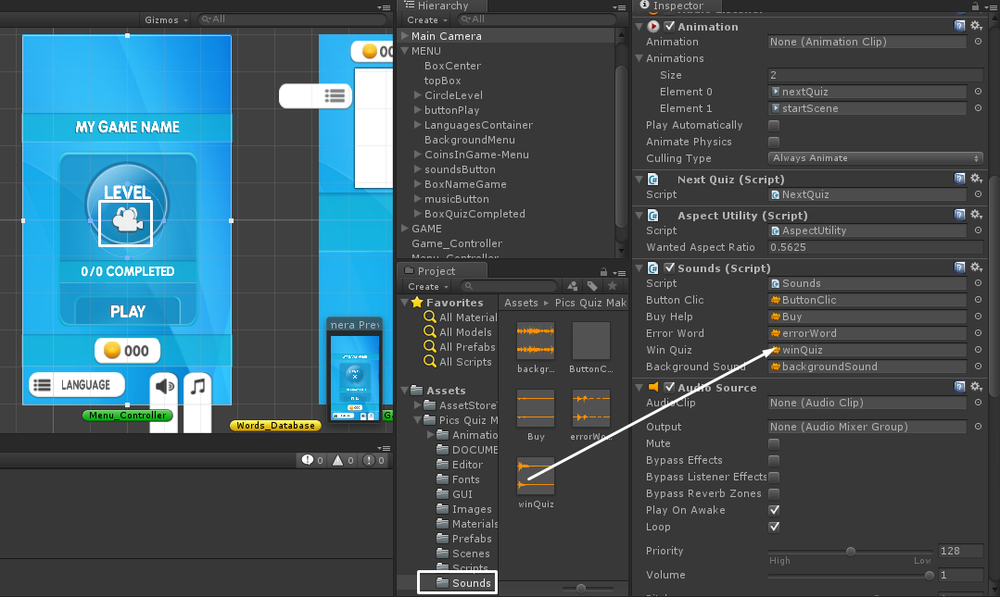 Gizmos
All
MY GAME NAME
LEVEL
0/0 COMPLETED
PLAY
000
LANGUAGE
Menu_Controller
Words_Database
00
nera Prev
G
0
0
0
Hierarchy
Create
All
Main Camera
MENU
BoxCenter
topBox
CircleLevel
buttonPlay
LanguagesContainer
BackgroundMenu
CoinsInGame-Menu
soundsButton
BoxNameGame
musicButton
BoxQuizCompleted
GAME
Game_Controller
Menu_Controller
Project
Create
Favorites
All Material
All Models
All Prefabs
All Scripts
Assets
AssetStore
Pics Quiz M
Animatio
DOCUME
Editor
Fonts
GUI
Images
Materials
Prefabs
Scenes
Scripts
Sounds
Assets
Pics Quiz Mak
backgr...
ButtonC...
Buy
errorWo...
winQuiz
Inspector
Animation
Animation
None (Animation Clip)
Animations
Size
2
Element 0
nextQuiz
Element 1
startScene
Play Automatically
Animate Physics
Culling Type
Always Animate
Next Quiz (Script)
Script
NextQuiz
Aspect Utility (Script)
Script
AspectUtility
Wanted Aspect Ratio
0.5625
Sounds (Script)
Script
Sounds
Button Clic
ButtonClic
Buy Help
Buy
Error Word
errorWord
Win Quiz
winQuiz
Background Sound
backgroundSound
Audio Source
AudioClip
None (Audio Clip)
Output
None (Audio Mixer Group)
Mute
Bypass Effects
Bypass Listener Effects
Bypass Reverb Zones
Play On Awake
Loop
Priority
128
High
Low
Volume
1